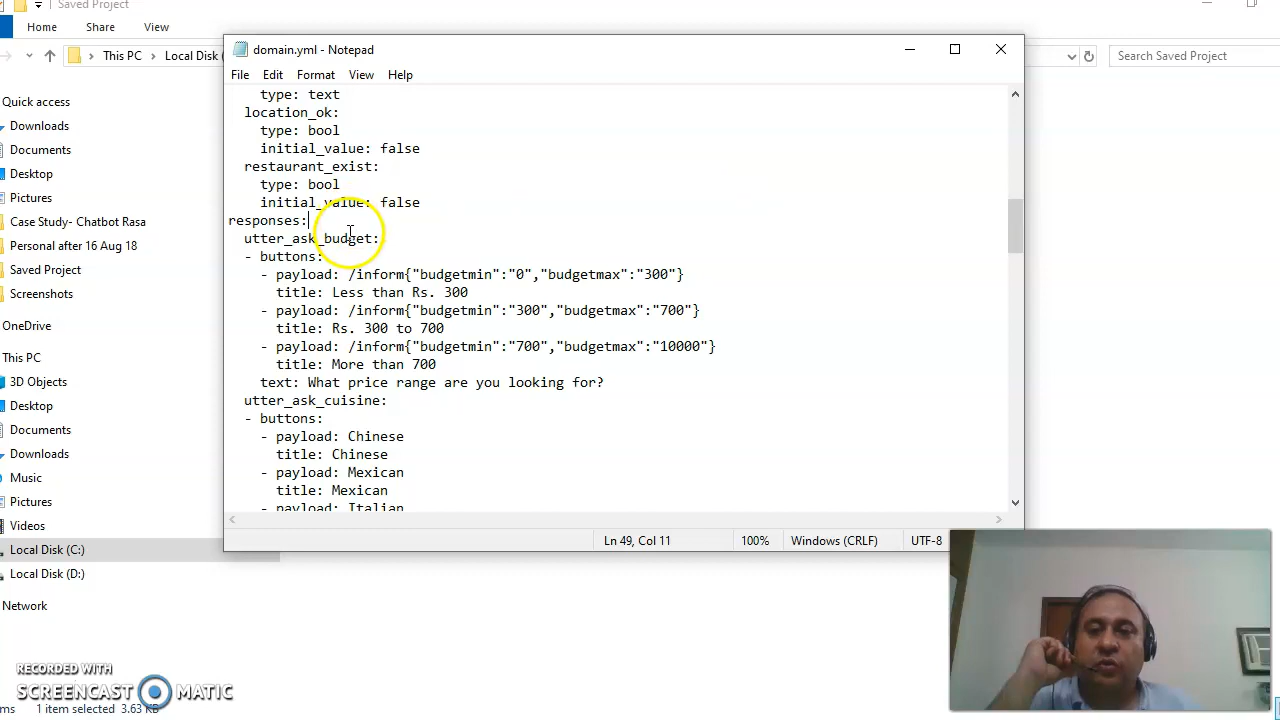 Saved Project
Home
Share
View
This PC
Local Disk (
Search Saved Project
Quick access
Downloads
Documents
Desktop
Pictures
Case Study- Chatbot Rasa
Personal after 16 Aug 18
Saved Project
Screenshots
OneDrive
This PC
3D Objects
Desktop
Documents
Downloads
Music
Pictures
Videos
Local Disk (C:)
Local Disk (D:)
Network
domain.yml - Notepad
File Edit Format View Help
type: text
location_ok:
type: bool
initial_value: false
restaurant_exist:
type: bool
initial_value: false
responses:
utter_ask_budget:
- buttons:
- payload: /inform{"budgetmin":"0","budgetmax":"300"}
title: Less than Rs. 300
- payload: /inform{"budgetmin":"300","budgetmax":"700"}
title: Rs. 300 to 700
- payload: /inform{"budgetmin":"700","budgetmax":"10000"}
title: More than 700
text: What price range are you looking for?
utter_ask_cuisine:
- buttons:
- payload: Chinese
title: Chinese
- payload: Mexican
title: Mexican
- payload: Italian
Ln 49, Col 11
100%
Windows (CRLF)
UTF-8
RECORDED WITH
SCREENCAST MATIC
ms 1 item selected 3.63 KB